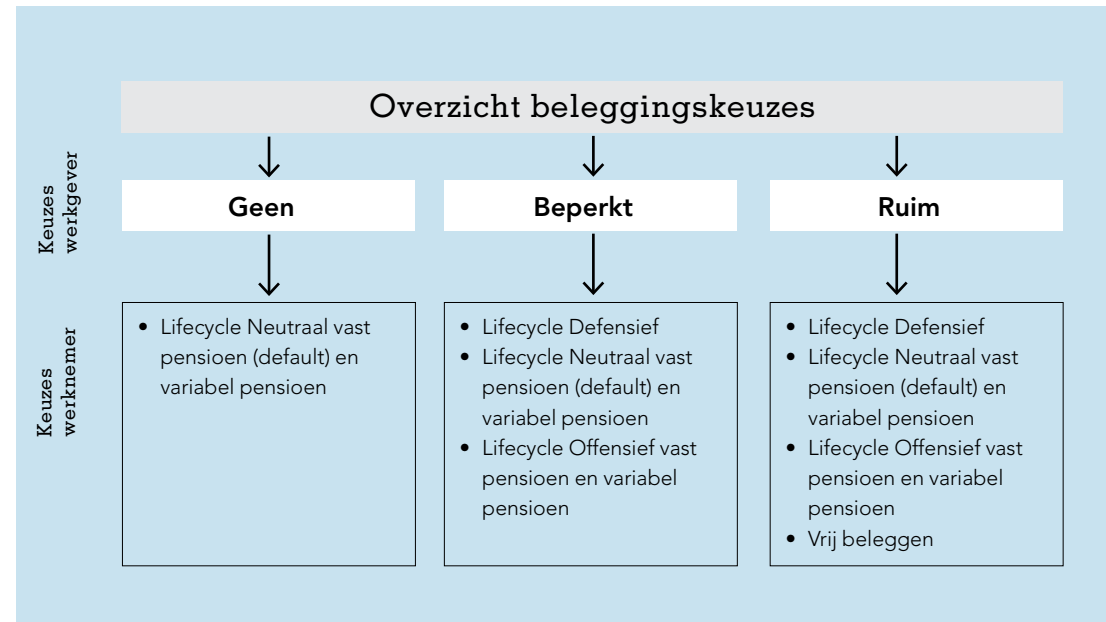 Overzicht beleggingskeuzes
Keuzes
werkgever
Geen
Beperkt
Ruim
Keuzes
werknemer
• Lifecycle Neutraal vast
pensioen (default) en
variabel pensioen
• Lifecycle Defensief
• Lifecycle Neutraal vast
pensioen (default) en
variabel pensioen
• Lifecycle Offensief vast
pensioen en variabel
pensioen
• Lifecycle Defensief
• Lifecycle Neutraal vast
pensioen (default) en
variabel pensioen
• Lifecycle Offensief vast
pensioen en variabel
pensioen
• Vrij beleggen